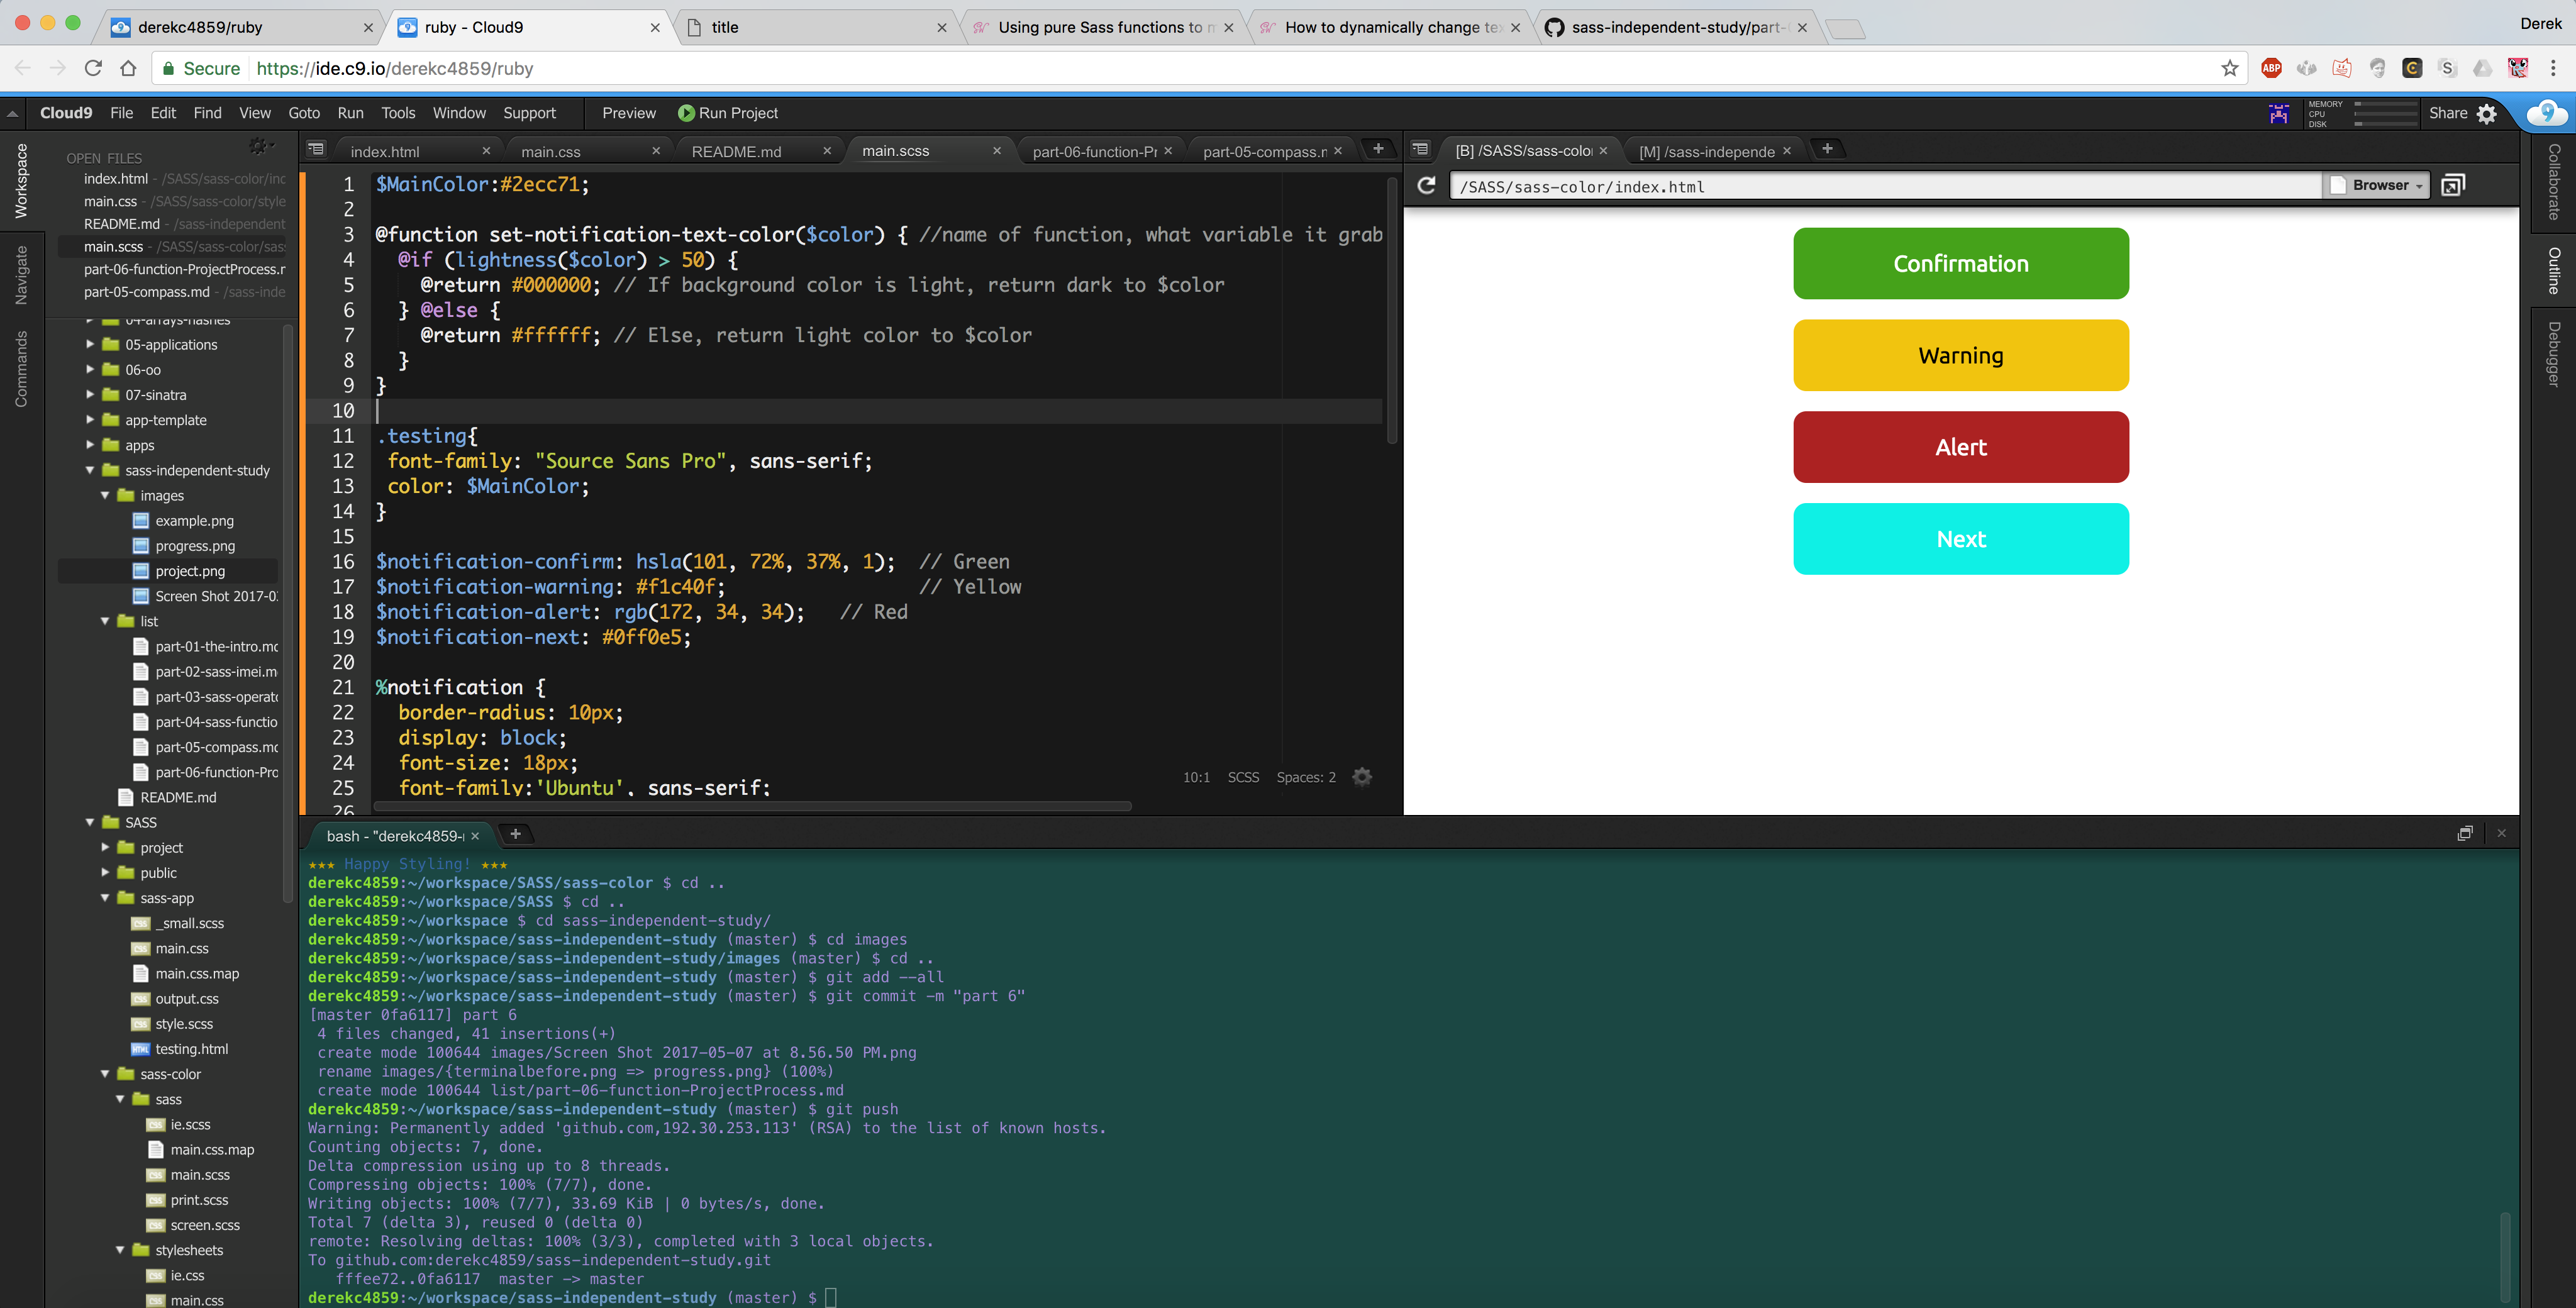 derekc4859/ruby
ruby - Cloud9
title
Using pure Sass functions to m
How to dynamically change tex
sass-independent-study/part-
Derek
Secure https://ide.c9.io/derekc4859/ruby
ABP
Cloud9 File Edit Find View Goto Run Tools Window Support Preview Run Project
MEMORY
CPU
DISK
Share
Workspace
Navigate
Commands
OPEN FILES
index.html - /SASS/sass-color/inc
main.css - /SASS/sass-color/style
README.md - /sass-independent
main.scss - /SASS/sass-color/sas
part-06-function-ProjectProcess.r
part-05-compass.md - /sass-inde
04-arrays-hashes
05-applications
06-oo
07-sinatra
app-template
apps
sass-independent-study
images
example.png
progress.png
project.png
Screen Shot 2017-0
list
part-01-the-intro.mc
part-02-sass-imei.m
part-03-sass-operato
part-04-sass-functio
part-05-compass.mc
part-06-function-Pro
README.md
SASS
project
public
sass-app
_small.scss
main.css
main.css.map
output.css
style.scss
testing.html
sass-color
sass
ie.scss
main.css.map
main.scss
print.scss
screen.scss
stylesheets
ie.css
main.css
index.html
main.css
README.md
main.scss
part-06-function-Pr
part-05-compass.m
1 $MainColor:#2ecc71;
2
3 @function set-notification-text-color($color) { //name of function, what variable it grab
4 @if (lightness($color) > 50) {
5 @return #000000; // If background color is light, return dark to $color
6 } @else {
7 @return #ffffff; // Else, return light color to $color
8 }
9 }
10
11 .testing{
12 font-family: "Source Sans Pro", sans-serif;
13 color: $MainColor;
14 }
15
16 $notification-confirm: hsla(101, 72%, 37%, 1); // Green
17 $notification-warning: #f1c40f; // Yellow
18 $notification-alert: rgb(172, 34, 34); // Red
19 $notification-next: #0ff0e5;
20
21 %notification {
22 border-radius: 10px;
23 display: block;
24 font-size: 18px;
25 font-family:'Ubuntu', sans-serif;
26
10:1 SCSS Spaces: 2
[B] /SASS/sass-colo
[M] /sass-independe
/SASS/sass-color/index.html
Browser
Confirmation
Warning
Alert
Next
Collaborate
Outline
Debugger
bash - "derekc4859-
★★★ Happy Styling! ★★★
derekc4859:~/workspace/SASS/sass-color $ cd ..
derekc4859:~/workspace/SASS $ cd ..
derekc4859:~/workspace $ cd sass-independent-study/
derekc4859:~/workspace/sass-independent-study (master) $ cd images
derekc4859:~/workspace/sass-independent-study/images (master) $ cd ..
derekc4859:~/workspace/sass-independent-study (master) $ git add --all
derekc4859:~/workspace/sass-independent-study (master) $ git commit -m "part 6"
[master 0fa6117] part 6
4 files changed, 41 insertions(+)
create mode 100644 images/Screen Shot 2017-05-07 at 8.56.50 PM.png
rename images/{terminalbefore.png => progress.png} (100%)
create mode 100644 list/part-06-function-ProjectProcess.md
derekc4859:~/workspace/sass-independent-study (master) $ git push
Warning: Permanently added 'github.com,192.30.253.113' (RSA) to the list of known hosts.
Counting objects: 7, done.
Delta compression using up to 8 threads.
Compressing objects: 100% (7/7), done.
Writing objects: 100% (7/7), 33.69 KiB | 0 bytes/s, done.
Total 7 (delta 3), reused 0 (delta 0)
remote: Resolving deltas: 100% (3/3), completed with 3 local objects.
To github.com:derekc4859/sass-independent-study.git
fffee72..0fa6117 master -> master
derekc4859:~/workspace/sass-independent-study (master) $